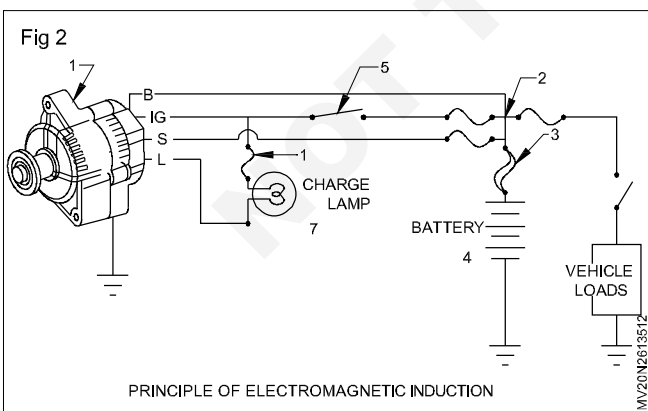 Fig 2
1
5
B
2
IG
S
3
L
1
CHARGE
LAMP
7
BATTERY
4
VEHICLE
LOADS
PRINCIPLE OF ELECTROMAGNETIC INDUCTION
MV20N2613512
NOT T